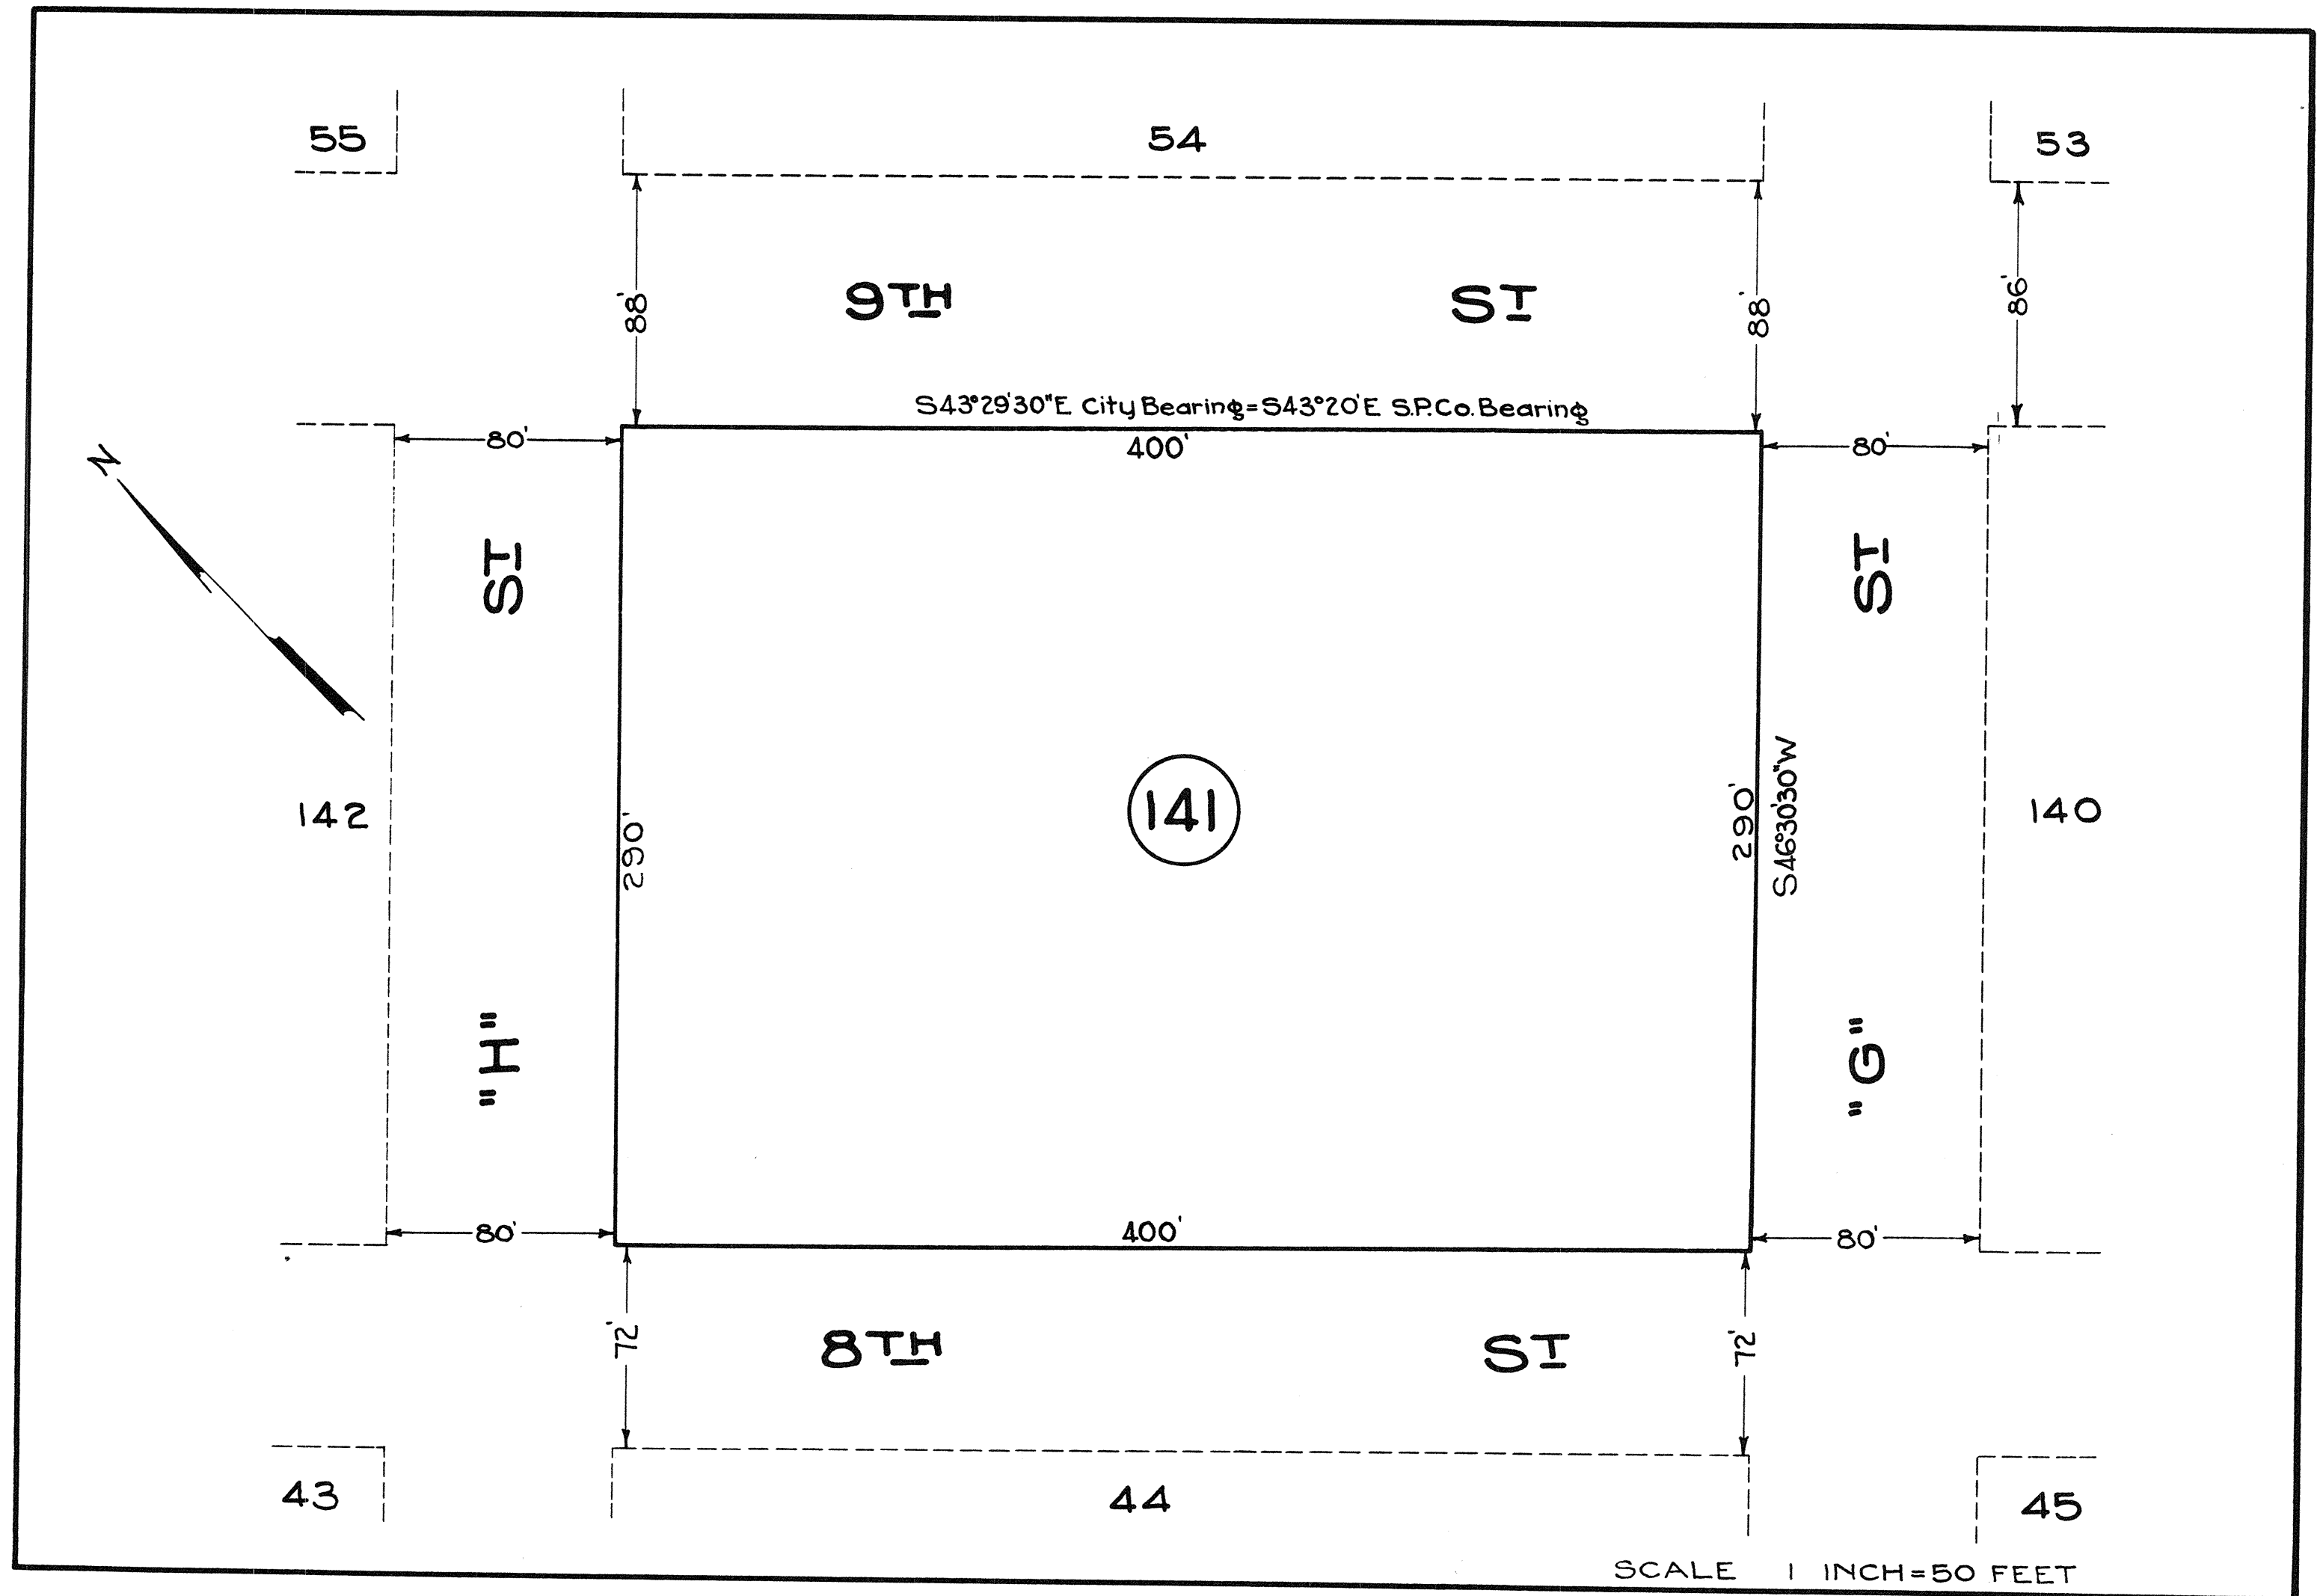 55
54
53
88'
9TH ST
88'
86'
S43°29'30"E City Bearing=S43°20'E S.P.Co.Bearing
80'
400'
80'
N
ST
ST
142
290'
141
290'
S46°30'30"W
140
"H"
"G"
80'
400'
80'
72'
8TH ST
72'
43
44
45
SCALE 1 INCH=50 FEET